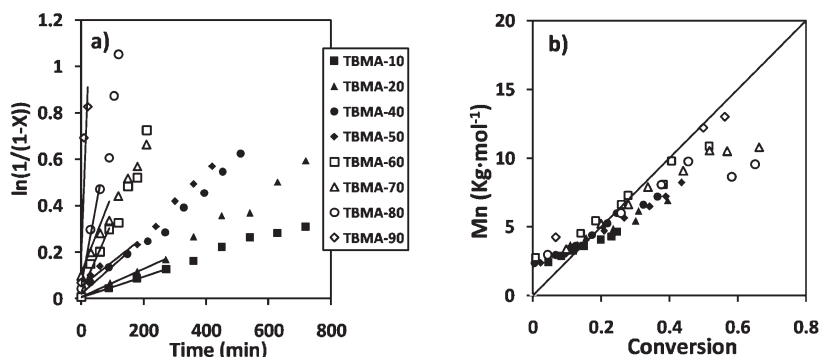 a)
1.2
1
0.8
0.6
0.4
0.2
0
ln(1/(1-X))
0 200 400 600 800
Time (min)
TBMA-10
TBMA-20
TBMA-40
TBMA-50
TBMA-60
TBMA-70
TBMA-80
TBMA-90
b)
20
15
10
5
0
Mn (Kg·mol⁻¹)
0 0.2 0.4 0.6 0.8
Conversion